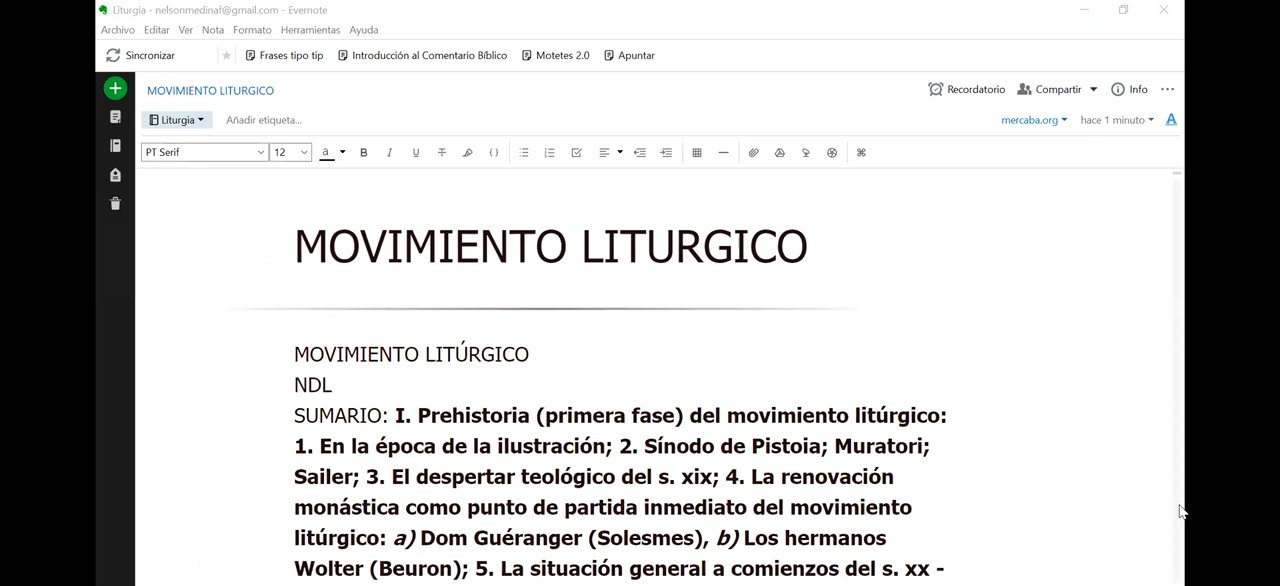 Liturgia - nelsonmedinaf@gmail.com - Evernote
Archivo Editar Ver Nota Formato Herramientas Ayuda
Sincronizar Frases tipo tip Introducción al Comentario Bíblico Motetes 2.0 Apuntar
MOVIMIENTO LITURGICO Recordatorio Compartir Info
Liturgia Añadir etiqueta... mercaba.org hace 1 minuto
PT Serif 12
MOVIMIENTO LITURGICO
MOVIMIENTO LITÚRGICO
NDL
SUMARIO: I. Prehistoria (primera fase) del movimiento litúrgico:
1. En la época de la ilustración; 2. Sínodo de Pistoia; Muratori;
Sailer; 3. El despertar teológico del s. xix; 4. La renovación
monástica como punto de partida inmediato del movimiento
litúrgico: a) Dom Guéranger (Solesmes), b) Los hermanos
Wolter (Beuron); 5. La situación general a comienzos del s. xx -